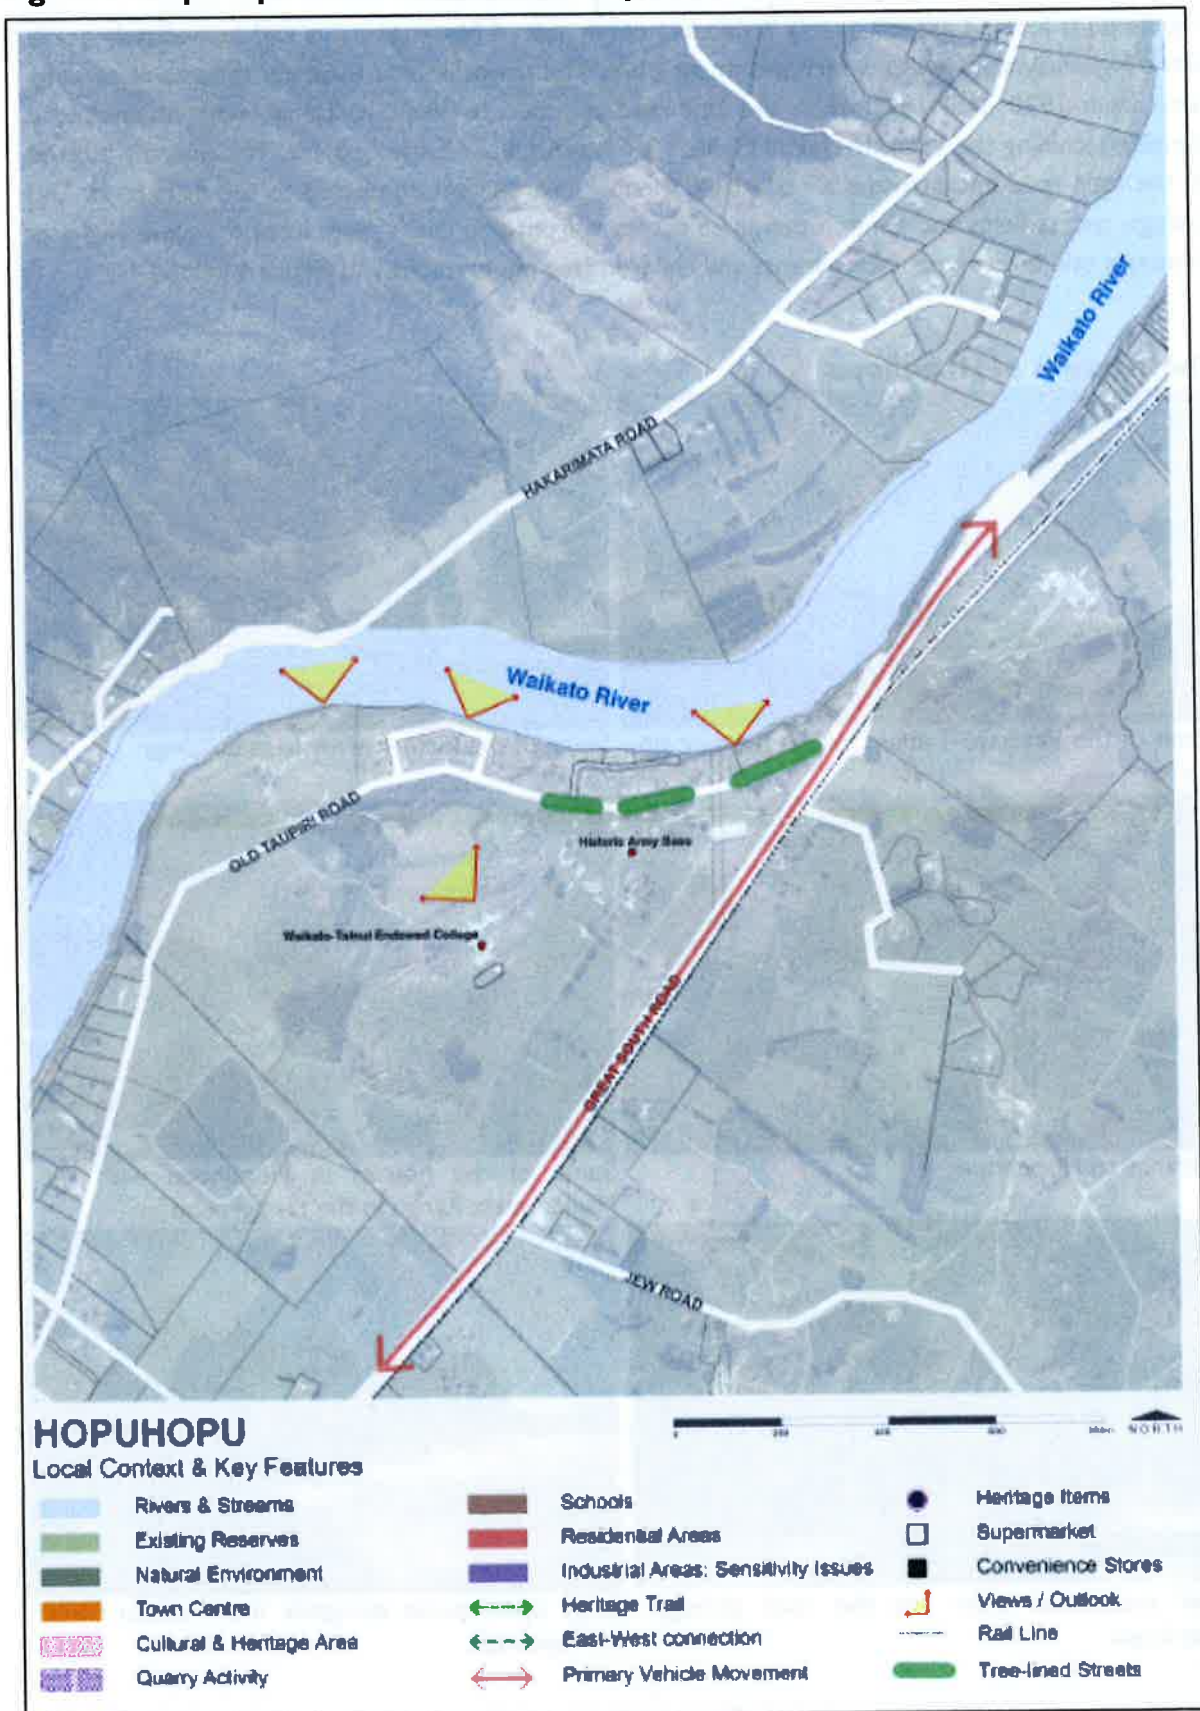 Waikato River
HAKARIMATA ROAD
Waikato River
OLD TAUPIRI ROAD
Historic Army Base
Waikato-Tainui Endowed College
GREAT SOUTH ROAD
HOPUHOPU
Local Context & Key Features
NORTH
Rivers & Streams
Existing Reserves
Natural Environment
Town Centre
Cultural & Heritage Area
Quarry Activity
Schools
Residential Areas
Industrial Areas: Sensitivity Issues
Heritage Trail
East-West connection
Primary Vehicle Movement
Heritage Items
Supermarket
Convenience Stores
Views / Outlook
Rail Line
Tree-lined Streets